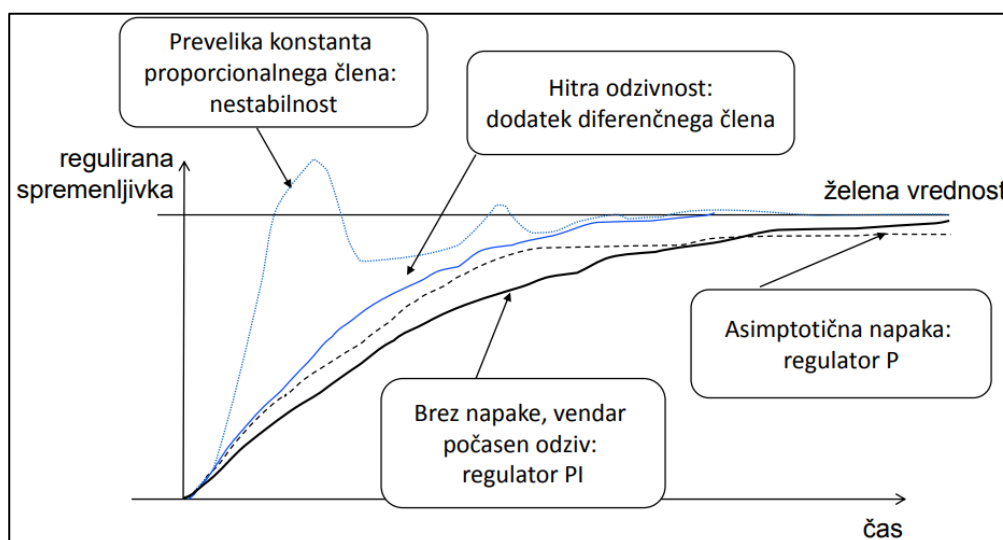 Prevelika konstanta
proporcionalnega člena:
nestabilnost
Hitra odzivnost:
dodatek diferenčnega člena
regulirana
spremenljivka
želena vrednost
Asimptotična napaka:
regulator P
Brez napake, vendar
počasen odziv:
regulator PI
čas